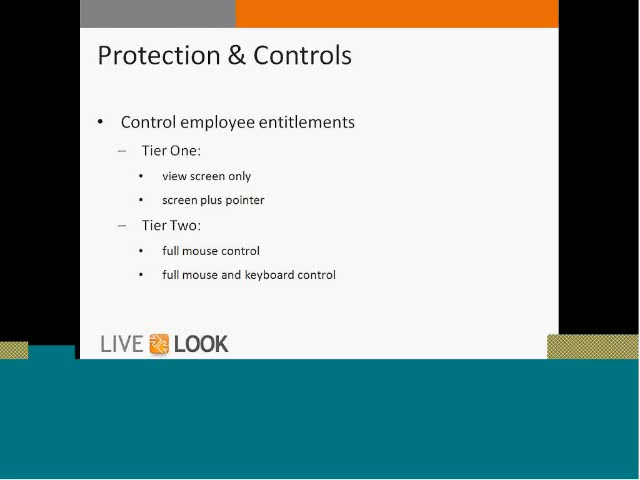 Protection & Controls
• Control employee entitlements
– Tier One:
• view screen only
• screen plus pointer
– Tier Two:
• full mouse control
• full mouse and keyboard control
LIVE LOOK